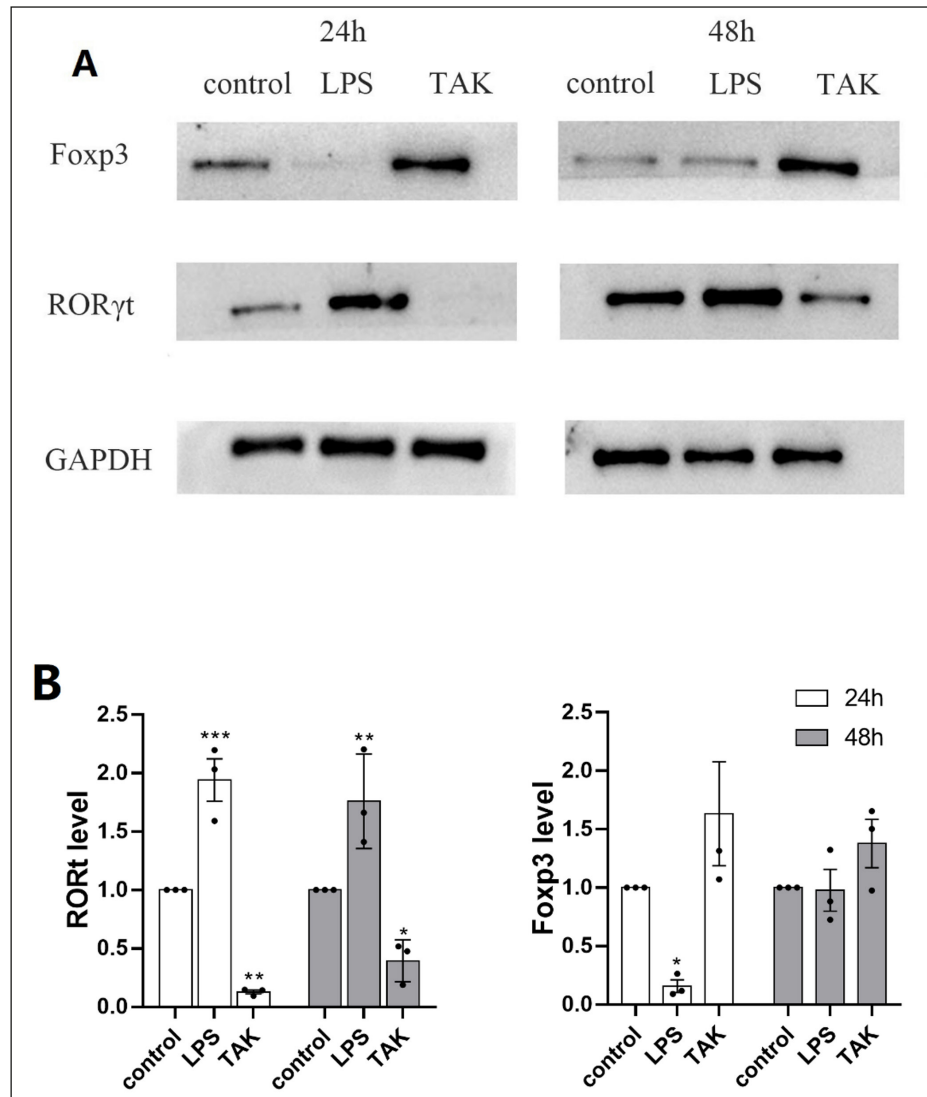 24h 48h
A
control LPS TAK control LPS TAK
Foxp3
RORγt
GAPDH
B
24h
48h
RORt level
2.5
2.0
1.5
1.0
0.5
0.0
*** ** ** *
control LPS TAK control LPS TAK
Foxp3 level
2.5
2.0
1.5
1.0
0.5
0.0
*
control LPS TAK control LPS TAK